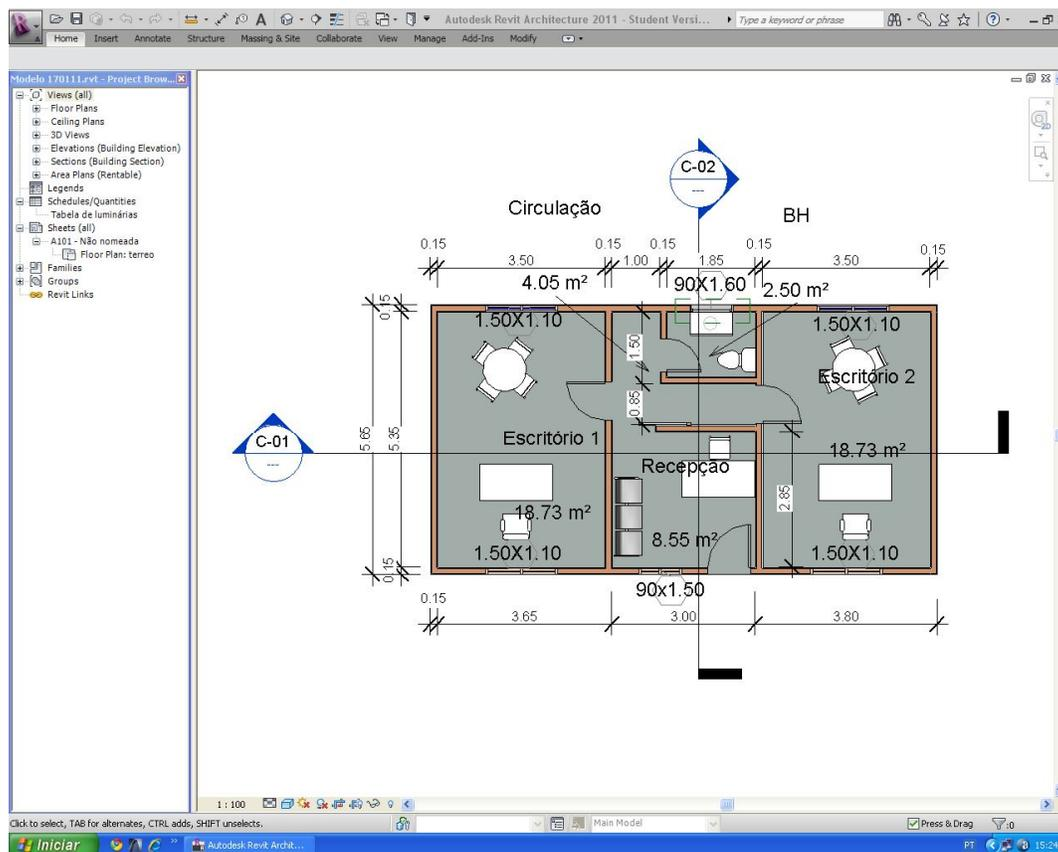 Autodesk Revit Architecture 2011 - Student Versi...
Type a keyword or phrase
Home Insert Annotate Structure Massing & Site Collaborate View Manage Add-Ins Modify
Modelo 170111.rvt - Project Brow...
Views (all)
Floor Plans
Ceiling Plans
3D Views
Elevations (Building Elevation)
Sections (Building Section)
Area Plans (Rentable)
Legends
Schedules/Quantities
Tabela de luminárias
Sheets (all)
A101 - Não nomeada
Floor Plan: terreo
Families
Groups
Revit Links
2D
C-02
---
Circulação
BH
0.15 0.15 0.15 0.15 0.15
3.50 1.00 1.85 3.50
4.05 m² 90X1.60 2.50 m²
0.15
1.50X1.10 1.50X1.10
1.50
Escritório 2
0.85
C-01
---
5.65 5.35
Escritório 1
18.73 m²
Recepção
2.85
18.73 m²
8.55 m²
1.50X1.10 1.50X1.10
0.15
90x1.50
0.15
3.65 3.00 3.80
1 : 100
Click to select, TAB for alternates, CTRL adds, SHIFT unselects.
Main Model
Press & Drag
:0
Iniciar
Autodesk Revit Archit...
PT
15:24